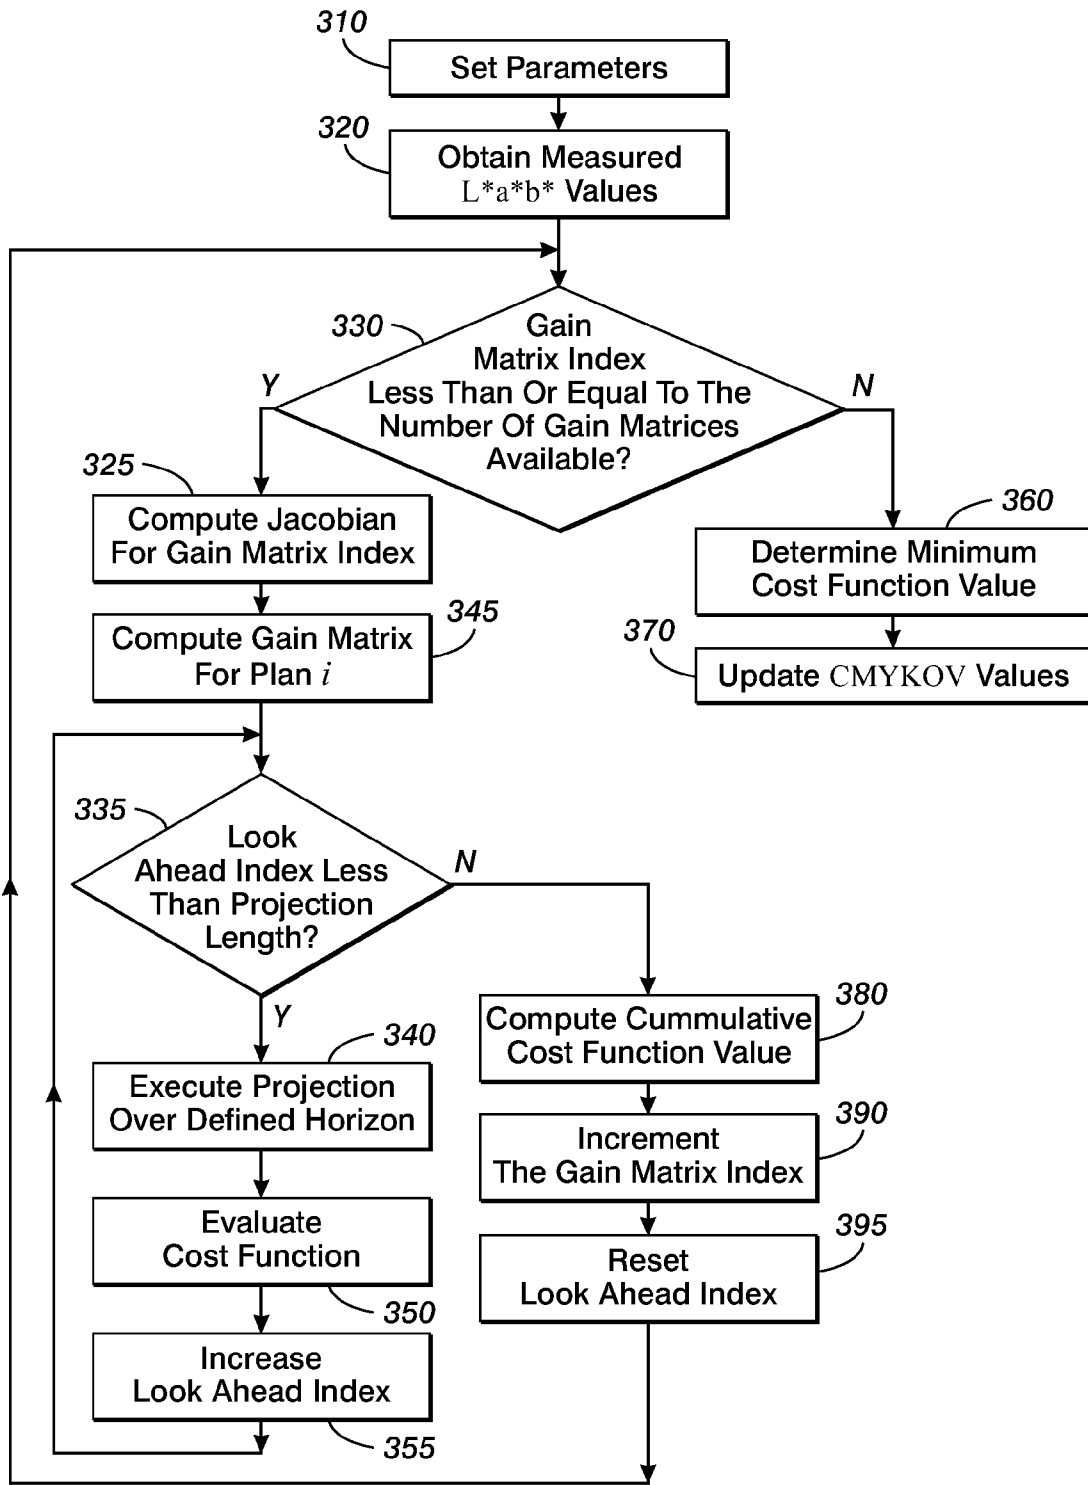 310
Set Parameters
320
Obtain Measured
L*a*b* Values
330
Gain
Matrix Index
Less Than Or Equal To The
Number Of Gain Matrices
Available?
Y
N
325
Compute Jacobian
For Gain Matrix Index
360
Determine Minimum
Cost Function Value
345
Compute Gain Matrix
For Plan i
370
Update CMYKOV Values
335
Look
Ahead Index Less
Than Projection
Length?
N
Y
340
Execute Projection
Over Defined Horizon
380
Compute Cummulative
Cost Function Value
390
Increment
The Gain Matrix Index
Evaluate
Cost Function
350
395
Reset
Look Ahead Index
Increase
Look Ahead Index
355